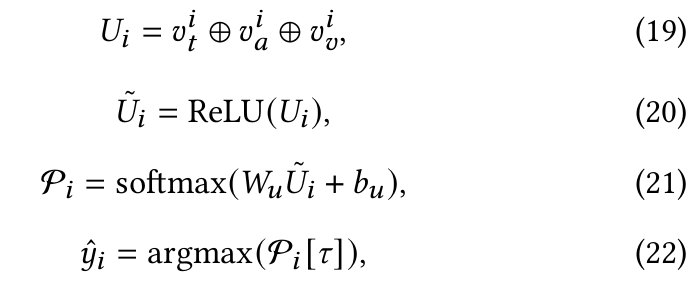 U_i = v_t^i ⊕ v_a^i ⊕ v_v^i, (19)
Ũ_i = ReLU(U_i), (20)
𝒫_i = softmax(W_u Ũ_i + b_u), (21)
ŷ_i = argmax(𝒫_i[τ]), (22)